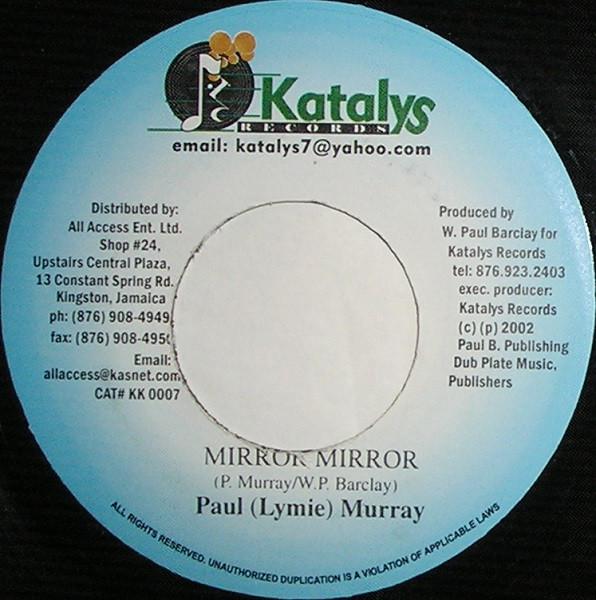 Katalys
RECORDS
email: katalys7@yahoo.com
Distributed by:
All Access Ent. Ltd.
Shop #24,
Upstairs Central Plaza,
13 Constant Spring Rd.
Kingston, Jamaica
ph: (876) 908-4949
fax: (876) 908-4950
Email:
allaccess@kasnet.com
CAT# KK 0007
Produced by
W. Paul Barclay for
Katalys Records
tel: 876.923.2403
exec. producer:
Katalys Records
(c) (p) 2002
Paul B. Publishing
Dub Plate Music,
Publishers
MIRROR MIRROR
(P. Murray/W.P. Barclay)
Paul (Lymie) Murray
ALL RIGHTS RESERVED. UNAUTHORIZED DUPLICATION IS A VIOLATION OF APPLICABLE LAWS